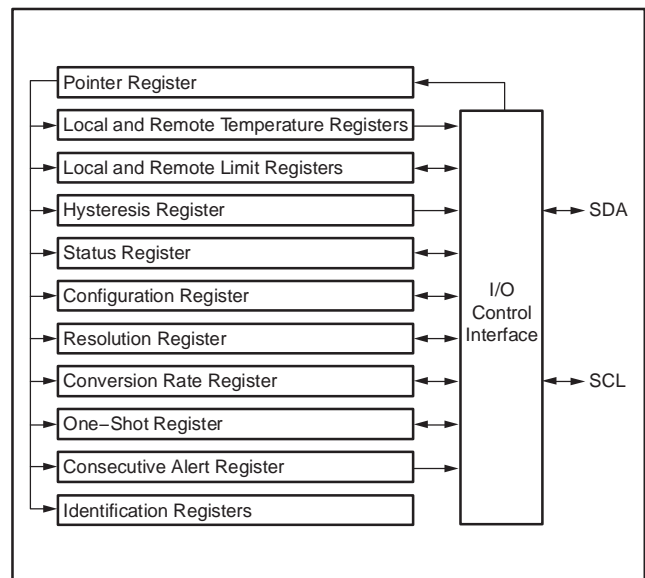 Pointer Register
Local and Remote Temperature Registers
Local and Remote Limit Registers
Hysteresis Register
SDA
Status Register
Configuration Register
I/O
Control
Interface
Resolution Register
Conversion Rate Register
SCL
One−Shot Register
Consecutive Alert Register
Identification Registers